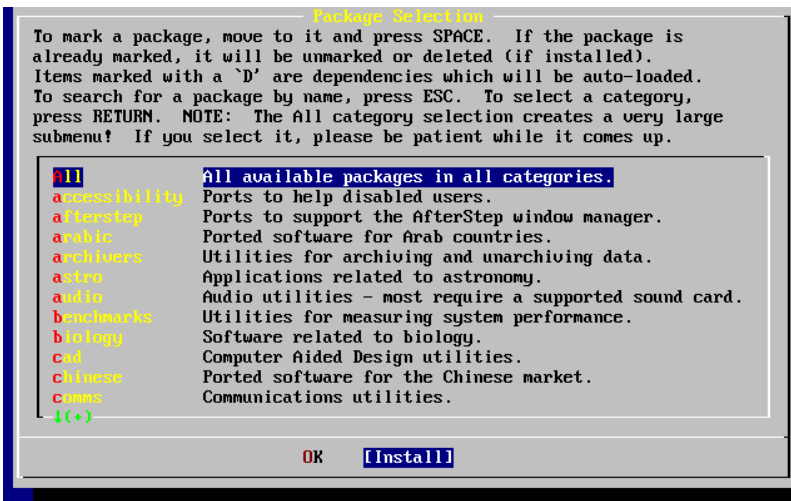 Package Selection
To mark a package, move to it and press SPACE.  If the package is
already marked, it will be unmarked or deleted (if installed).
Items marked with a `D' are dependencies which will be auto-loaded.
To search for a package by name, press ESC.  To select a category,
press RETURN.  NOTE:  The All category selection creates a very large
submenu!  If you select it, please be patient while it comes up.
All All available packages in all categories.
accessibility Ports to help disabled users.
afterstep Ports to support the AfterStep window manager.
arabic Ported software for Arab countries.
archivers Utilities for archiving and unarchiving data.
astro Applications related to astronomy.
audio Audio utilities - most require a supported sound card.
benchmarks Utilities for measuring system performance.
biology Software related to biology.
cad Computer Aided Design utilities.
chinese Ported software for the Chinese market.
comms Communications utilities.
↓(+)
OK [Install]